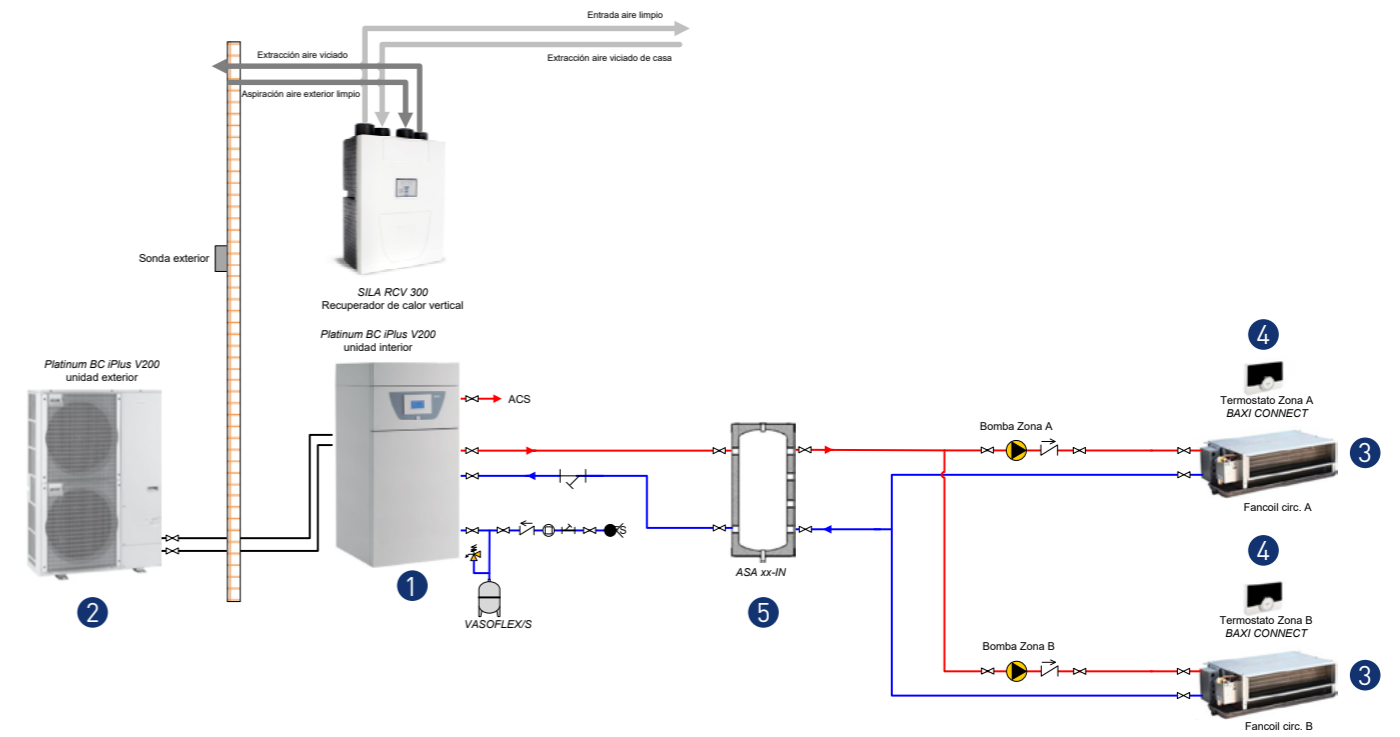 Entrada aire limpio
Extracción aire viciado
Extracción aire viciado de casa
Aspiración aire exterior limpio
Sonda exterior
SILA RCV 300
Recuperador de calor vertical
Platinum BC iPlus V200
unidad interior
Platinum BC iPlus V200
unidad exterior
ACS
4
Termostato Zona A
BAXI CONNECT
Bomba Zona A
3
Fancoil circ. A
S
ASA xx-IN
4
1
2
5
VASOFLEX/S
Termostato Zona B
BAXI CONNECT
Bomba Zona B
3
Fancoil circ. B